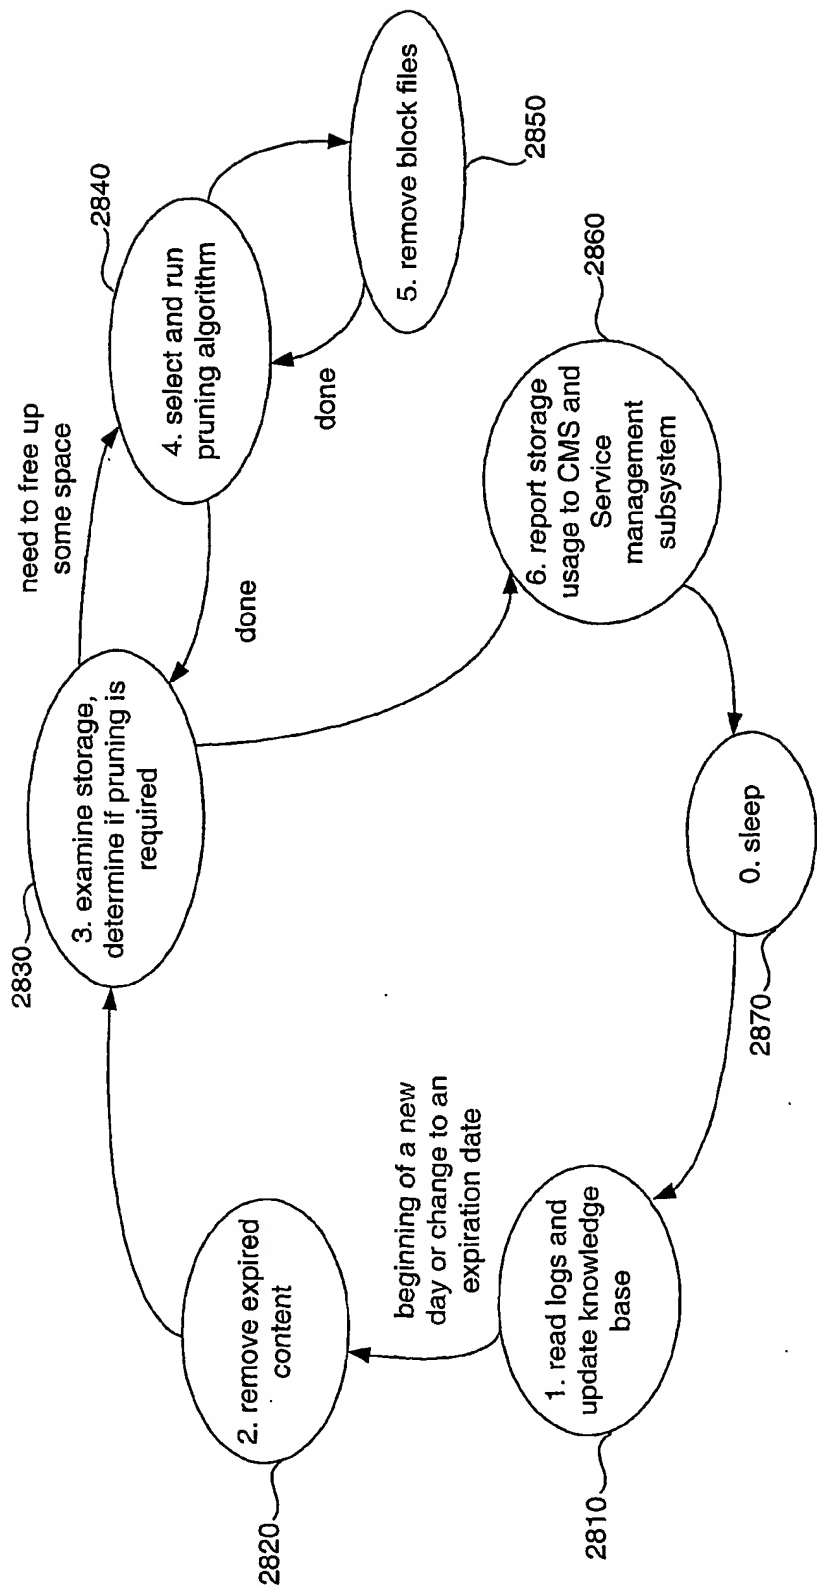 2820
2. remove expired
content
2830
3. examine storage,
determine if pruning is
required
need to free up
some space
2840
4. select and run
pruning algorithm
done
done
5. remove block files
2850
beginning of a new
day or change to an
expiration date
2810
1. read logs and
update knowledge
base
2870
0. sleep
2860
6. report storage
usage to CMS and
Service
management
subsystem